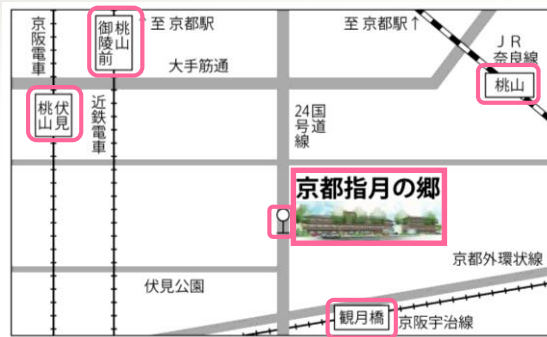 京阪電車
桃山御陵前
↑至 京都駅
至 京都駅↑
大手筋通
JR奈良線
桃山
伏見桃山
近鉄電車
国道24号線
京都指月の郷
京都外環状線
伏見公園
観月橋
京阪宇治線